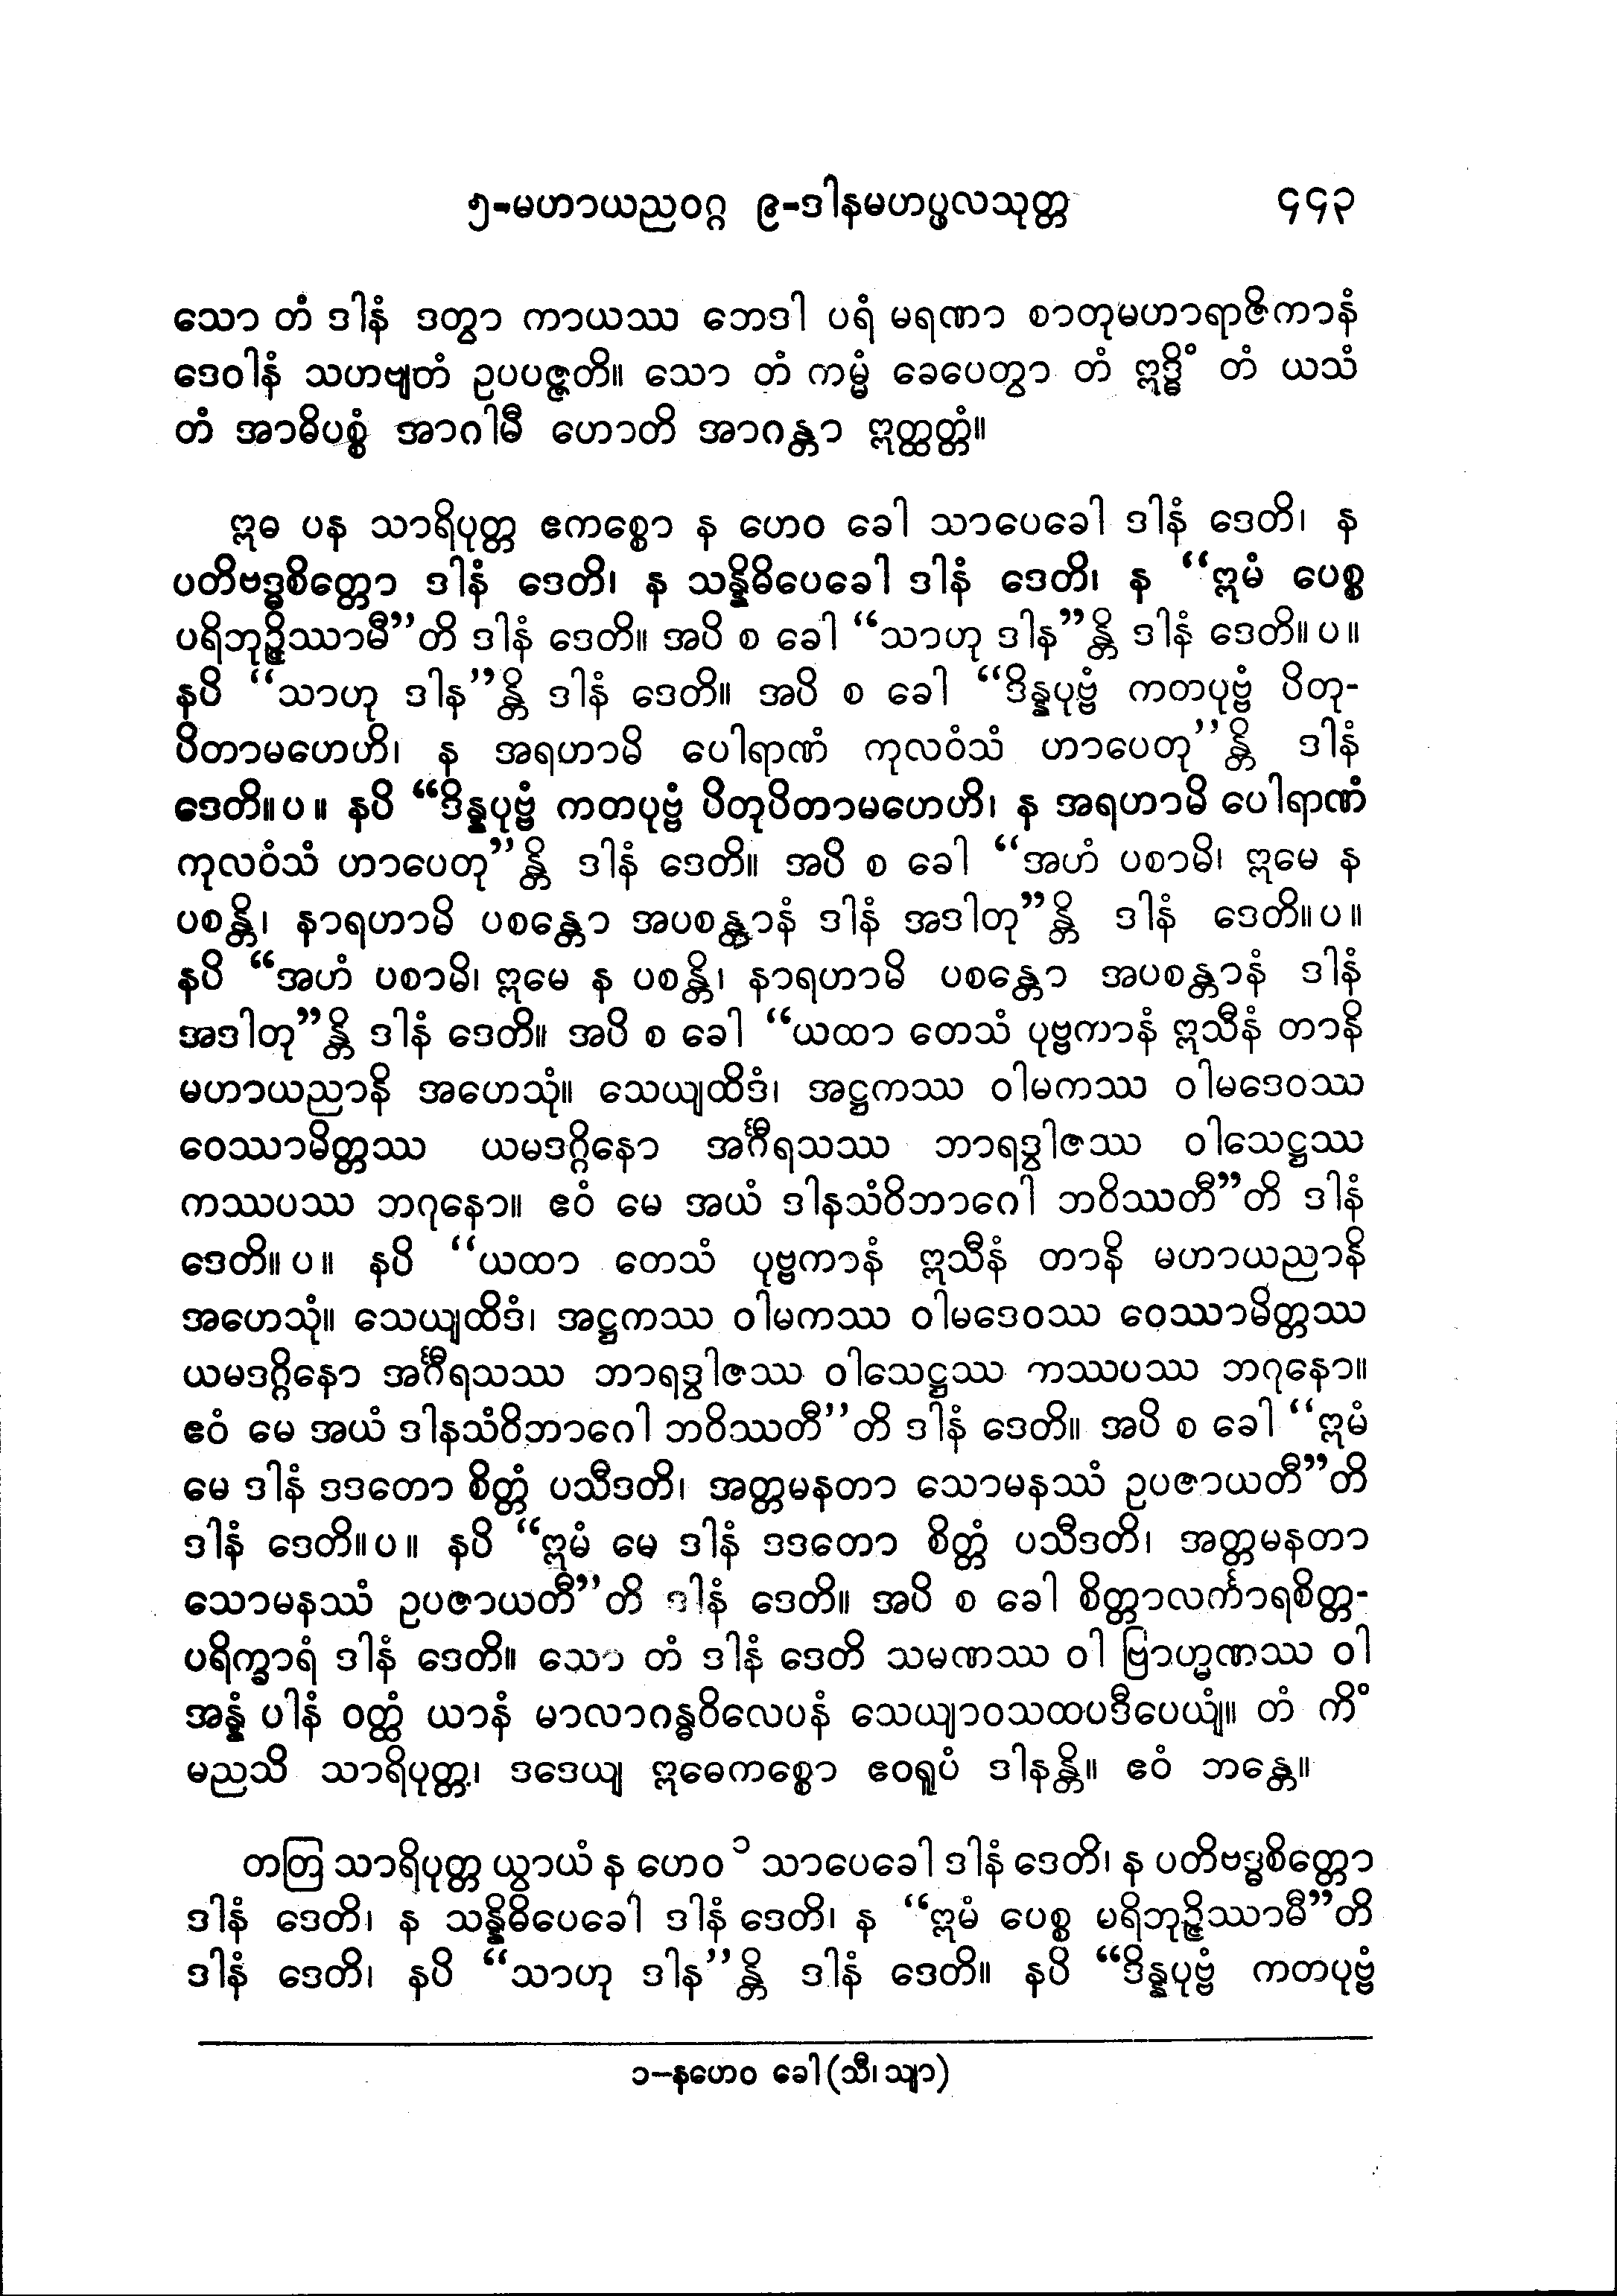 ၅-မဟာယညဝဂ္ဂ ၉-ဒါနမဟပ္ဖလသုတ္တ ၄၄၃
သော တံ ဒါနံ ဒတွာ ကာယဿ ဘေဒါ ပရံ မရဏာ စာတုမဟာရာဇိကာနံ
ဒေဝါနံ သဟဗျတံ ဥပပဇ္ဇတိ။ သော တံ ကမ္မံ ခေပေတွာ တံ ဣဒ္ဓိံ တံ ယသံ
တံ အာဓိပစ္စံ အာဂါမီ ဟောတိ အာဂန္တာ ဣတ္ထတ္တံ။
ဣဓ ပန သာရိပုတ္တ ဧကစ္စော န ဟေဝ ခေါ သာပေခေါ ဒါနံ ဒေတိ၊ န
ပတိဗဒ္ဓစိတ္တော ဒါနံ ဒေတိ၊ န သန္နိဓိပေခေါ ဒါနံ ဒေတိ၊ န “ဣမံ ပေစ္စ
ပရိဘုဉ္ဇိဿာမီ”တိ ဒါနံ ဒေတိ။ အပိ စ ခေါ “သာဟု ဒါန”န္တိ ဒါနံ ဒေတိ။ပ။
နပိ “သာဟု ဒါန”န္တိ ဒါနံ ဒေတိ။ အပိ စ ခေါ “ဒိန္နပုဗ္ဗံ ကတပုဗ္ဗံ ပိတု-
ပိတာမဟေဟိ၊ န အရဟာမိ ပေါရာဏံ ကုလဝံသံ ဟာပေတု”န္တိ ဒါနံ
ဒေတိ။ပ။ နပိ “ဒိန္နပုဗ္ဗံ ကတပုဗ္ဗံ ပိတုပိတာမဟေဟိ၊ န အရဟာမိ ပေါရာဏံ
ကုလဝံသံ ဟာပေတု”န္တိ ဒါနံ ဒေတိ။ အပိ စ ခေါ “အဟံ ပစာမိ၊ ဣမေ န
ပစန္တိ၊ နာရဟာမိ ပစန္တော အပစန္တာနံ ဒါနံ အဒါတု”န္တိ ဒါနံ ဒေတိ။ပ။
နပိ “အဟံ ပစာမိ၊ ဣမေ န ပစန္တိ၊ နာရဟာမိ ပစန္တော အပစန္တာနံ ဒါနံ
အဒါတု”န္တိ ဒါနံ ဒေတိ။ အပိ စ ခေါ “ယထာ တေသံ ပုဗ္ဗကာနံ ဣသီနံ တာနိ
မဟာယညာနိ အဟေသုံ။ သေယျထိဒံ၊ အဋ္ဌကဿ ဝါမကဿ ဝါမဒေဝဿ
ဝေဿာမိတ္တဿ ယမဒဂ္ဂိနော အင်္ဂီရသဿ ဘာရဒွါဇဿ ဝါသေဋ္ဌဿ
ကဿပဿ ဘဂုနော။ ဧဝံ မေ အယံ ဒါနသံဝိဘာဂေါ ဘဝိဿတီ”တိ ဒါနံ
ဒေတိ။ပ။ နပိ “ယထာ တေသံ ပုဗ္ဗကာနံ ဣသီနံ တာနိ မဟာယညာနိ
အဟေသုံ။ သေယျထိဒံ၊ အဋ္ဌကဿ ဝါမကဿ ဝါမဒေဝဿ ဝေဿာမိတ္တဿ
ယမဒဂ္ဂိနော အင်္ဂီရသဿ ဘာရဒွါဇဿ ဝါသေဋ္ဌဿ ကဿပဿ ဘဂုနော။
ဧဝံ မေ အယံ ဒါနသံဝိဘာဂေါ ဘဝိဿတီ”တိ ဒါနံ ဒေတိ။ အပိ စ ခေါ “ဣမံ
မေ ဒါနံ ဒဒတော စိတ္တံ ပသီဒတိ၊ အတ္တမနတာ သောမနဿံ ဥပဇာယတီ”တိ
ဒါနံ ဒေတိ။ပ။ နပိ “ဣမံ မေ ဒါနံ ဒဒတော စိတ္တံ ပသီဒတိ၊ အတ္တမနတာ
သောမနဿံ ဥပဇာယတီ”တိ ဒါနံ ဒေတိ။ အပိ စ ခေါ စိတ္တာလင်္ကာရစိတ္တ-
ပရိက္ခာရံ ဒါနံ ဒေတိ။ သော တံ ဒါနံ ဒေတိ သမဏဿ ဝါ ဗြာဟ္မဏဿ ဝါ
အန္နံ ပါနံ ဝတ္ထံ ယာနံ မာလာဂန္ဓဝိလေပနံ သေယျာဝသထပဒီပေယျံ။ တံ ကိံ
မညသိ သာရိပုတ္တ၊ ဒဒေယျ ဣဓေကစ္စော ဧဝရူပံ ဒါနန္တိ။ ဧဝံ ဘန္တေ။
တတြ သာရိပုတ္တ ယွာယံ န ဟေဝ ၁ သာပေခေါ ဒါနံ ဒေတိ၊ န ပတိဗဒ္ဓစိတ္တော
ဒါနံ ဒေတိ၊ န သန္နိဓိပေခေါ ဒါနံ ဒေတိ၊ န “ဣမံ ပေစ္စ မရိဘုဉ္ဇိဿာမီ”တိ
ဒါနံ ဒေတိ၊ နပိ “သာဟု ဒါန”န္တိ ဒါနံ ဒေတိ။ နပိ “ဒိန္နပုဗ္ဗံ ကတပုဗ္ဗံ
၁-နဟေဝ ခေါ (သီ၊သျာ)